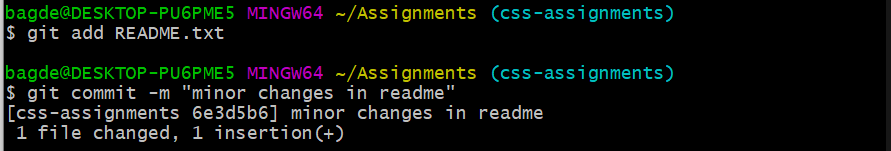 bagde@DESKTOP-PU6PME5 MINGW64 ~/Assignments (css-assignments)
$ git add README.txt
bagde@DESKTOP-PU6PME5 MINGW64 ~/Assignments (css-assignments)
$ git commit -m "minor changes in readme"
[css-assignments 6e3d5b6] minor changes in readme
 1 file changed, 1 insertion(+)